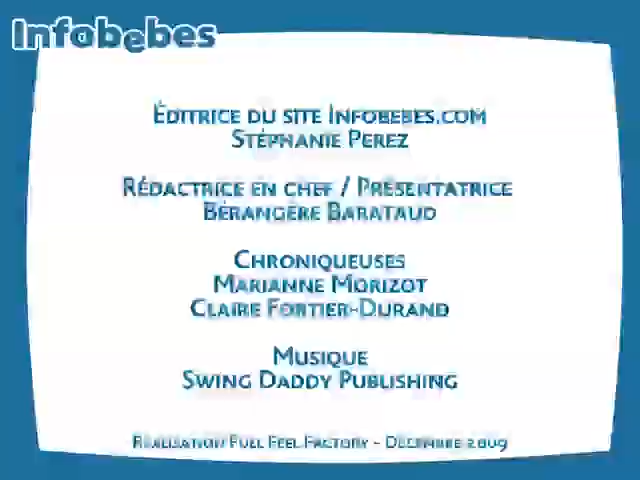 Infobebes
Éditrice du site Infobebes.com
Stéphanie Perez
Rédactrice en chef / Présentatrice
Bérangère Barataud
Chroniqueuses
Marianne Morizot
Claire Fortier-Durand
Musique
Swing Daddy Publishing
Réalisation Full Feel Factory - Décembre 2009